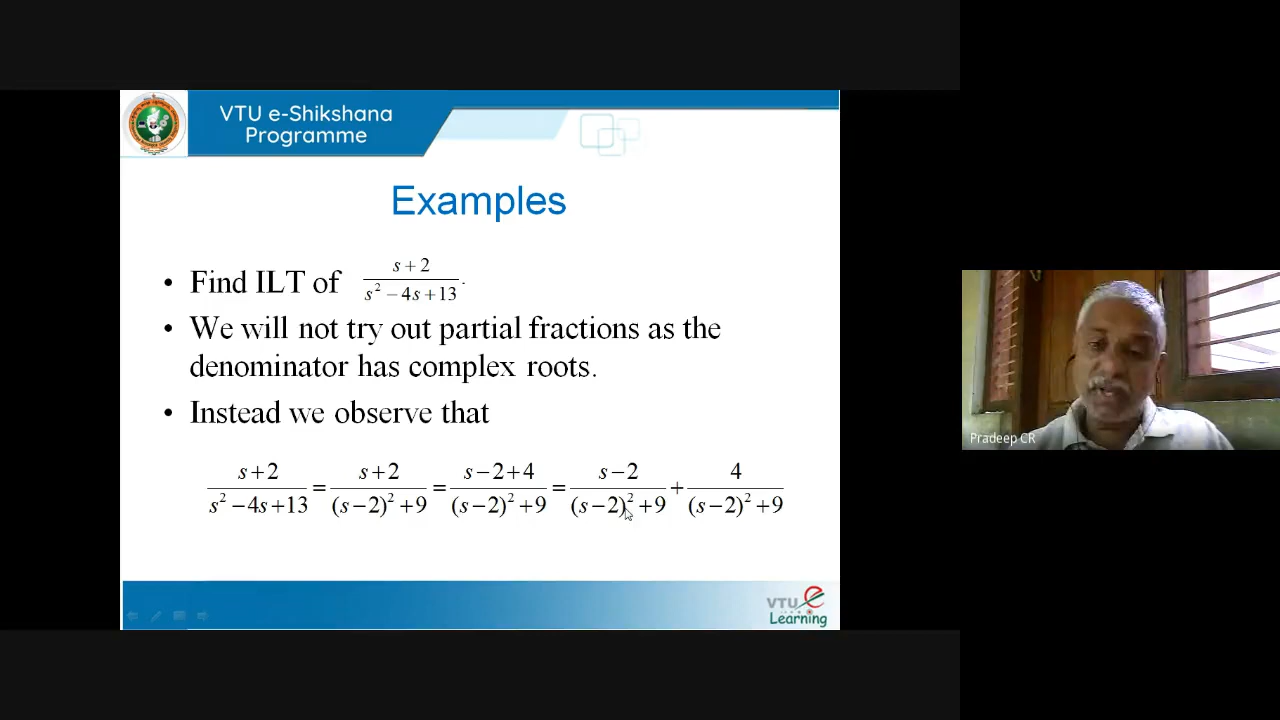 VTU e-Shikshana
Programme
Examples
• Find ILT of (s + 2)/(s² − 4s + 13).
• We will not try out partial fractions as the
denominator has complex roots.
• Instead we observe that
(s + 2)/(s² − 4s + 13) = (s + 2)/((s − 2)² + 9) = (s − 2 + 4)/((s − 2)² + 9) = (s − 2)/((s − 2)² + 9) + 4/((s − 2)² + 9)
Pradeep CR
VTU e
Learning